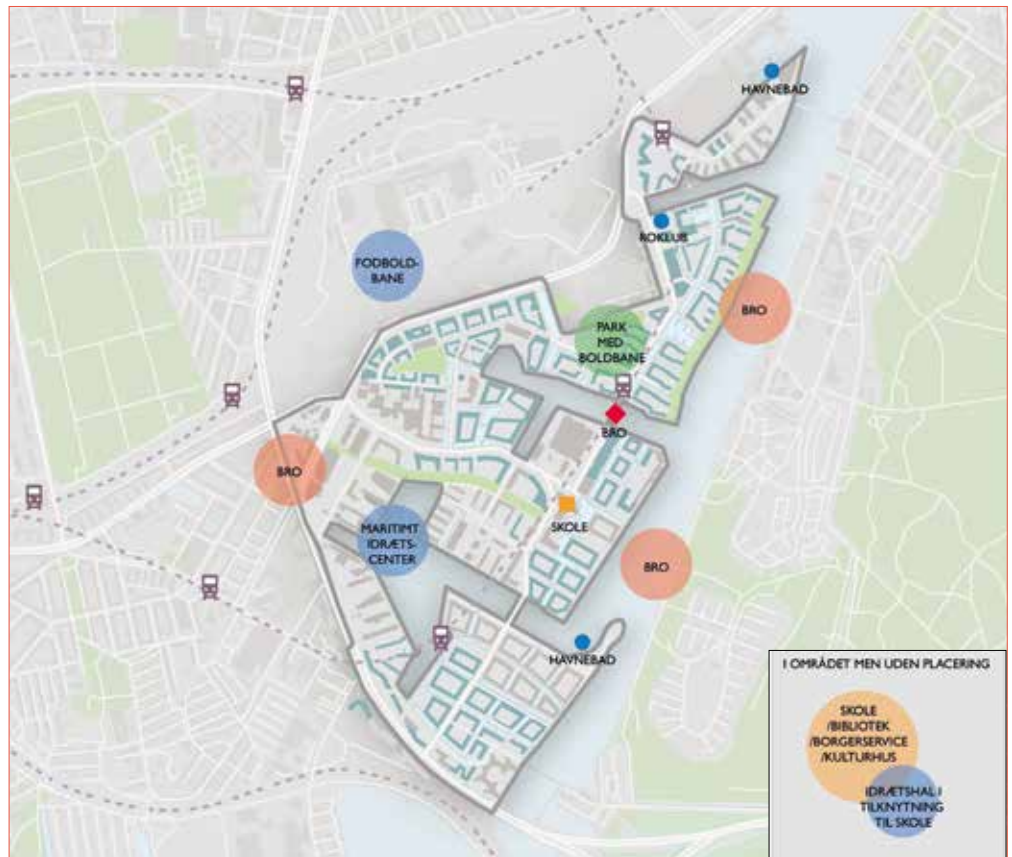 HAVNEBAD
ROKLUB
FODBOLD-
BANE
BRO
PARK
MED
BOLDBANE
BRO
BRO
SKOLE
MARITIMT
IDRÆTS-
CENTER
BRO
HAVNEBAD
I OMRÅDET MEN UDEN PLACERING
SKOLE
/BIBLIOTEK
/BORGERSERVICE
/KULTURHUS
IDRÆTSHAL I
TILKNYTNING
TIL SKOLE